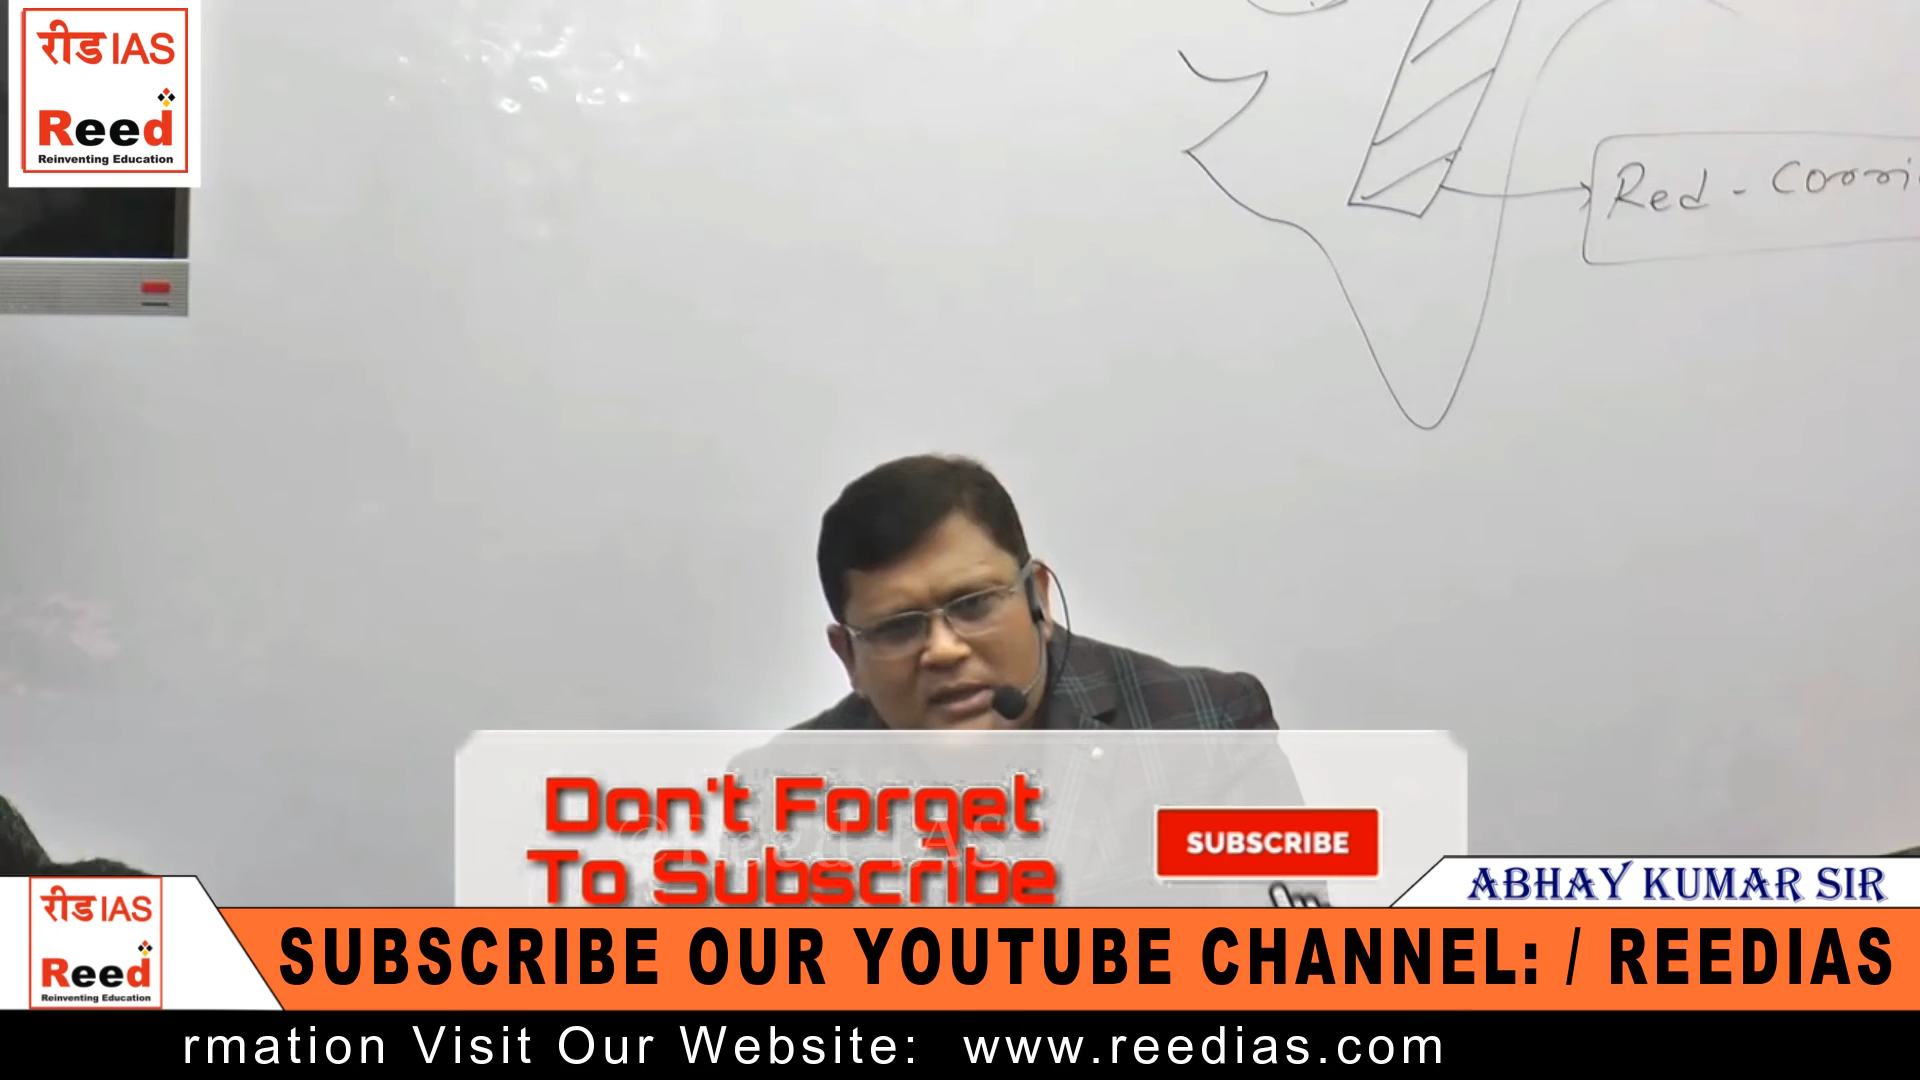 रीड IAS
Reed
Reinventing Education
Red - Corri
Don't Forget
To Subscribe
SUBSCRIBE
ABHAY KUMAR SIR
रीड IAS
Reed
Reinventing Education
SUBSCRIBE OUR YOUTUBE CHANNEL: / REEDIAS
rmation Visit Our Website: www.reedias.com